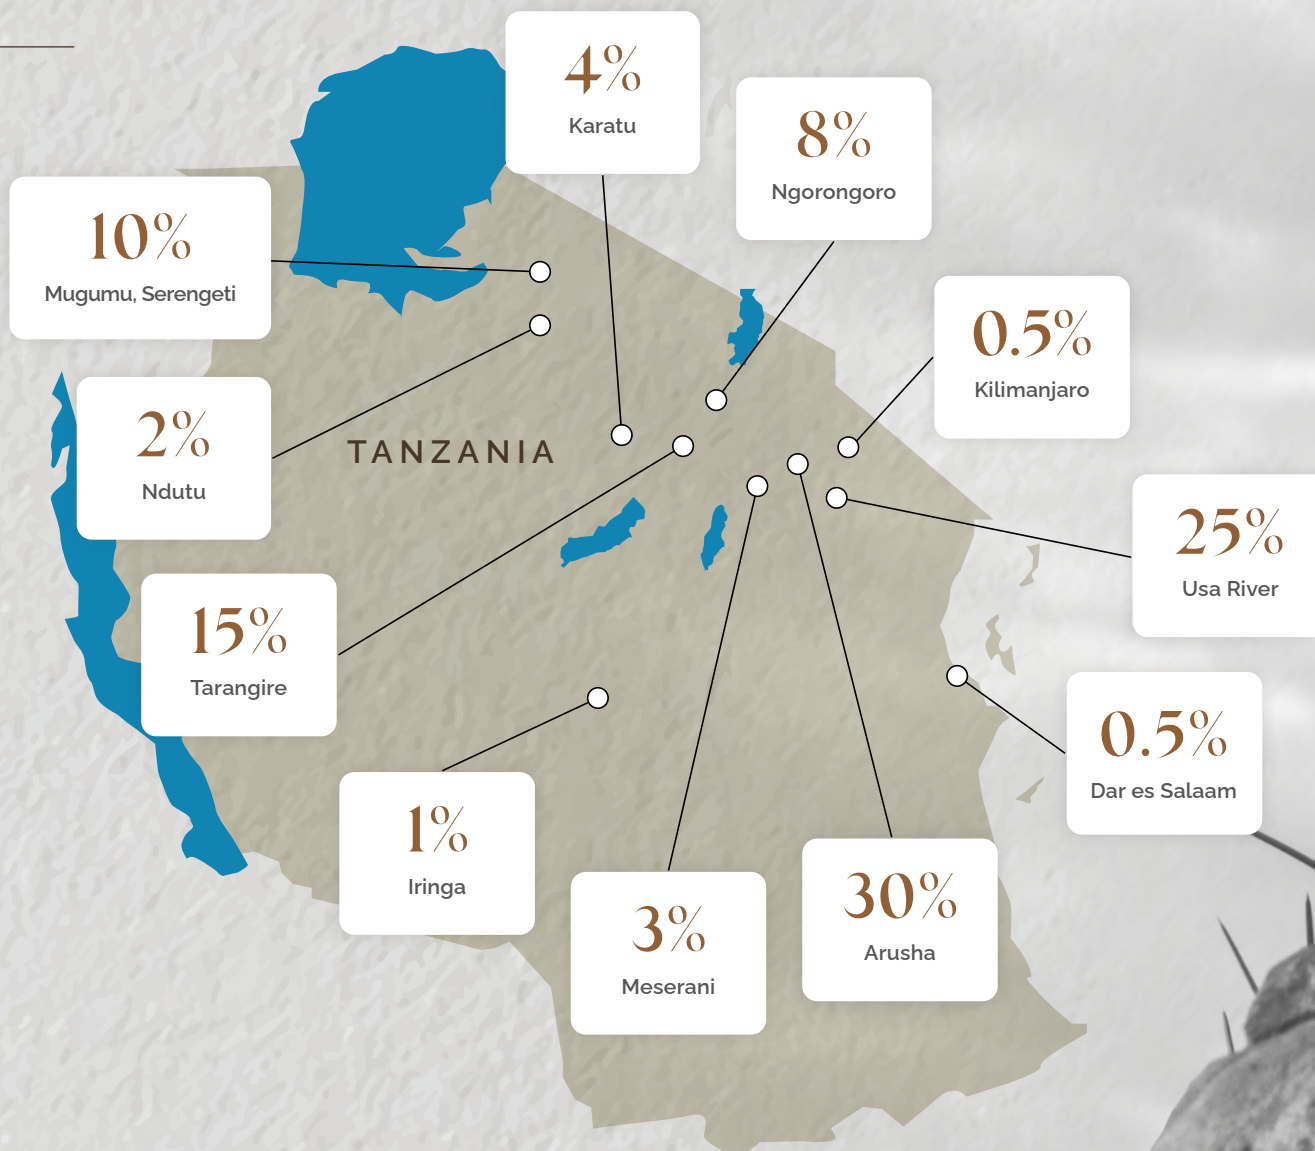 4%
Karatu
8%
Ngorongoro
10%
Mugumu, Serengeti
0.5%
Kilimanjaro
2%
Ndutu
TANZANIA
25%
Usa River
15%
Tarangire
0.5%
Dar es Salaam
1%
Iringa
3%
Meserani
30%
Arusha